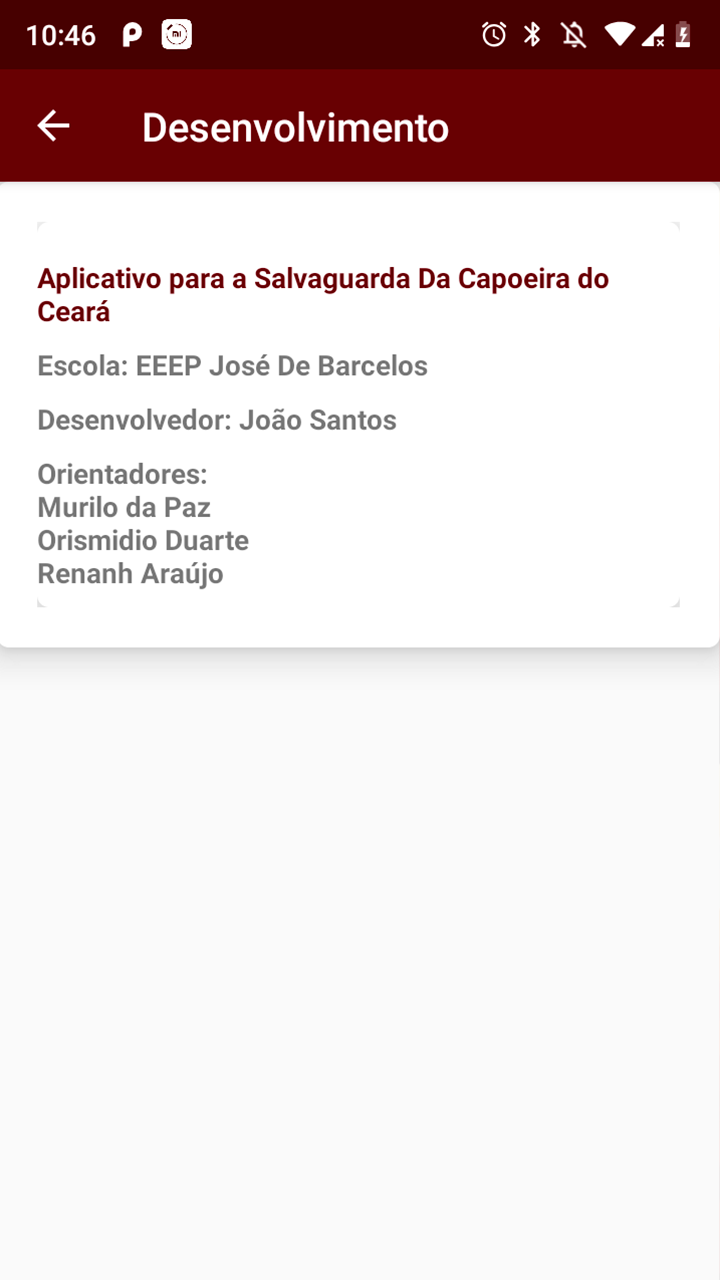 10:46
Desenvolvimento
Aplicativo para a Salvaguarda Da Capoeira do
Ceará
Escola: EEEP José De Barcelos
Desenvolvedor: João Santos
Orientadores:
Murilo da Paz
Orismidio Duarte
Renanh Araújo